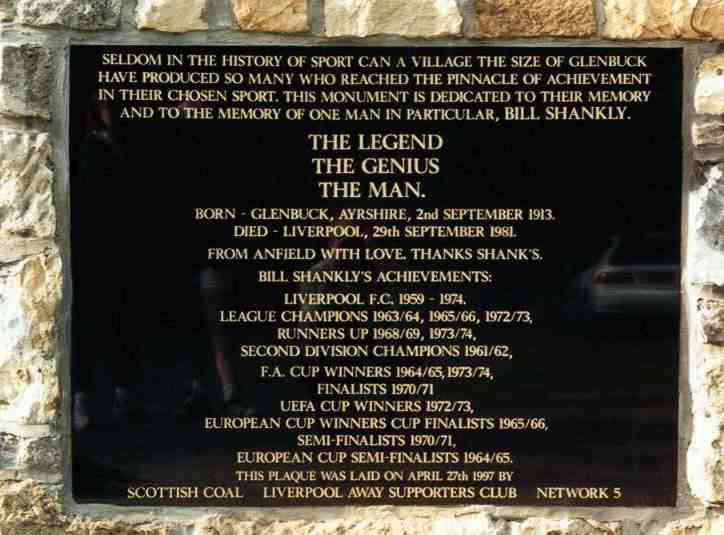 SELDOM IN THE HISTORY OF SPORT CAN A VILLAGE THE SIZE OF GLENBUCK
HAVE PRODUCED SO MANY WHO REACHED THE PINNACLE OF ACHIEVEMENT
IN THEIR CHOSEN SPORT. THIS MONUMENT IS DEDICATED TO THEIR MEMORY
AND TO THE MEMORY OF ONE MAN IN PARTICULAR, BILL SHANKLY.
THE LEGEND
THE GENIUS
THE MAN.
BORN - GLENBUCK, AYRSHIRE, 2nd SEPTEMBER 1913.
DIED - LIVERPOOL, 29th SEPTEMBER 1981.
FROM ANFIELD WITH LOVE. THANKS SHANK'S.
BILL SHANKLY'S ACHIEVEMENTS:
LIVERPOOL F.C. 1959 - 1974.
LEAGUE CHAMPIONS 1963/64, 1965/66, 1972/73,
RUNNERS UP 1968/69, 1973/74,
SECOND DIVISION CHAMPIONS 1961/62,
F.A. CUP WINNERS 1964/65, 1973/74,
FINALISTS 1970/71
UEFA CUP WINNERS 1972/73,
EUROPEAN CUP WINNERS CUP FINALISTS 1965/66,
SEMI-FINALISTS 1970/71,
EUROPEAN CUP SEMI-FINALISTS 1964/65.
THIS PLAQUE WAS LAID ON APRIL 27th 1997 BY
SCOTTISH COAL LIVERPOOL AWAY SUPPORTERS CLUB NETWORK 5